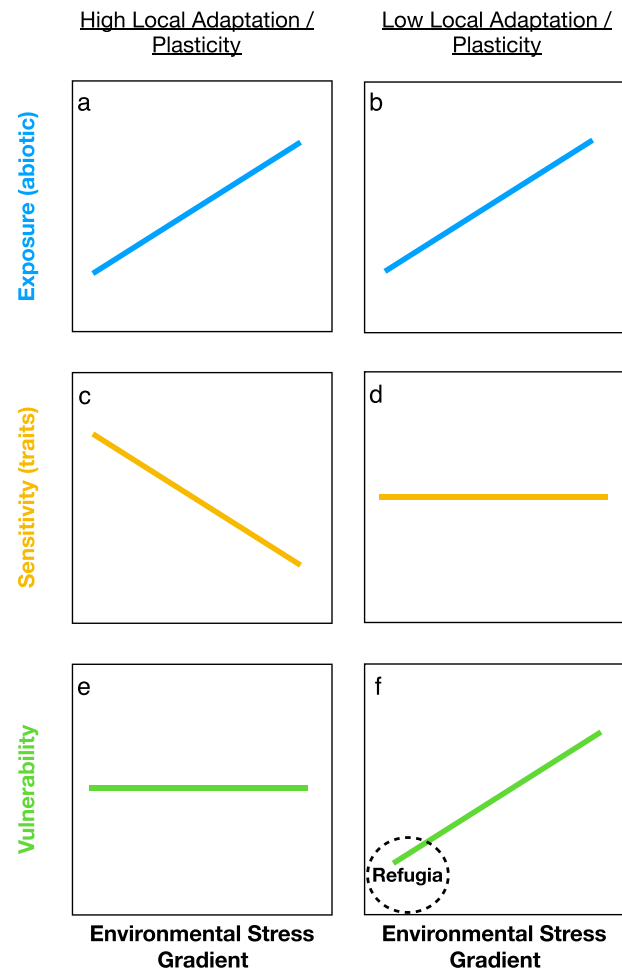 High Local Adaptation /
Plasticity
Low Local Adaptation /
Plasticity
Exposure (abiotic)
a
b
Sensitivity (traits)
c
d
Vulnerability
e
f
Refugia
Environmental Stress
Gradient
Environmental Stress
Gradient